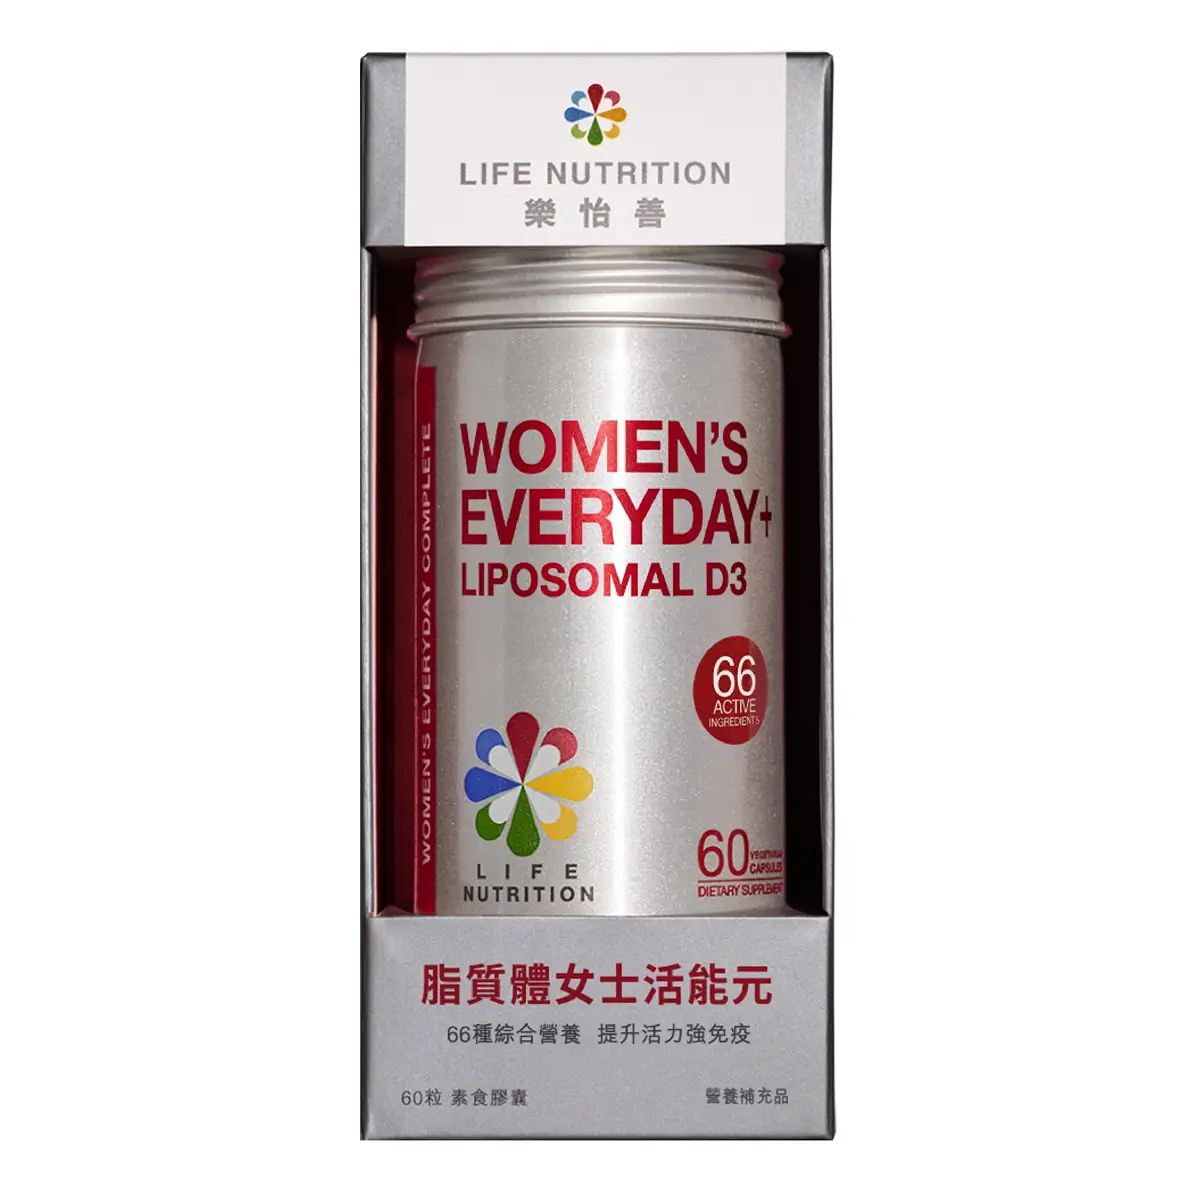 LIFE NUTRITION
樂怡善
WOMEN'S EVERYDAY COMPLETE
WOMEN'S
EVERYDAY+
LIPOSOMAL D3
66
ACTIVE
INGREDIENTS
LIFE
NUTRITION
60 VEGETARIAN
CAPSULES
DIETARY SUPPLEMENT
脂質體女士活能元
66種綜合營養 提升活力強免疫
60粒 素食膠囊
營養補充品